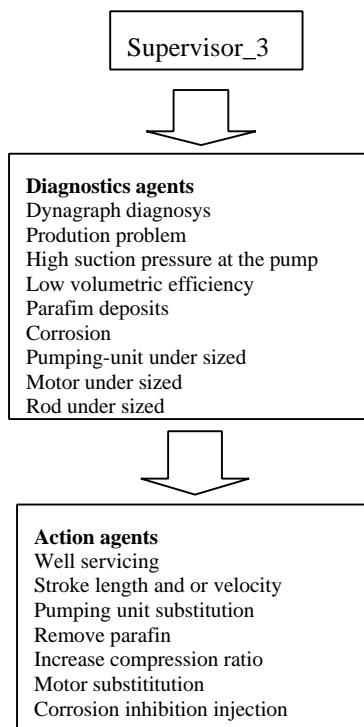 Supervisor_3
Diagnostics agents
Dynagraph diagnosys
Prodution problem
High suction pressure at the pump
Low volumetric efficiency
Parafim deposits
Corrosion
Pumping-unit under sized
Motor under sized
Rod under sized
Action agents
Well servicing
Stroke length and or velocity
Pumping unit substitution
Remove parafin
Increase compression ratio
Motor substititution
Corrosion inhibition injection